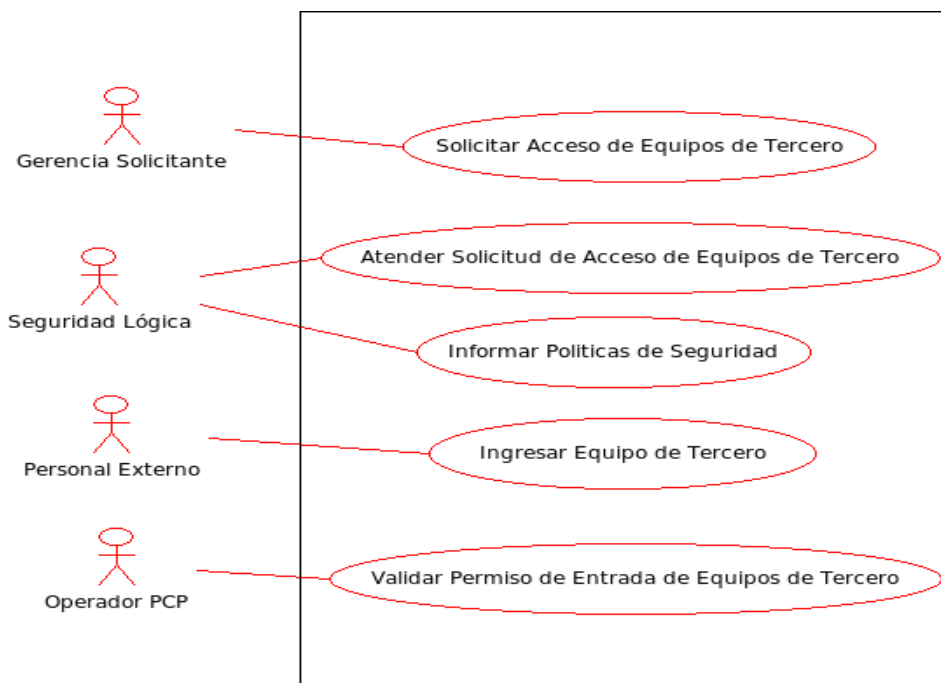 Gerencia Solicitante
Solicitar Acceso de Equipos de Tercero
Seguridad Lógica
Atender Solicitud de Acceso de Equipos de Tercero
Informar Politicas de Seguridad
Personal Externo
Ingresar Equipo de Tercero
Operador PCP
Validar Permiso de Entrada de Equipos de Tercero